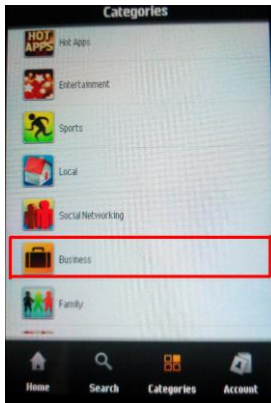 Categories
HOT
APPS
Hot Apps
Entertainment
Sports
Local
Social Networking
Business
Family
Home
Search
Categories
Account